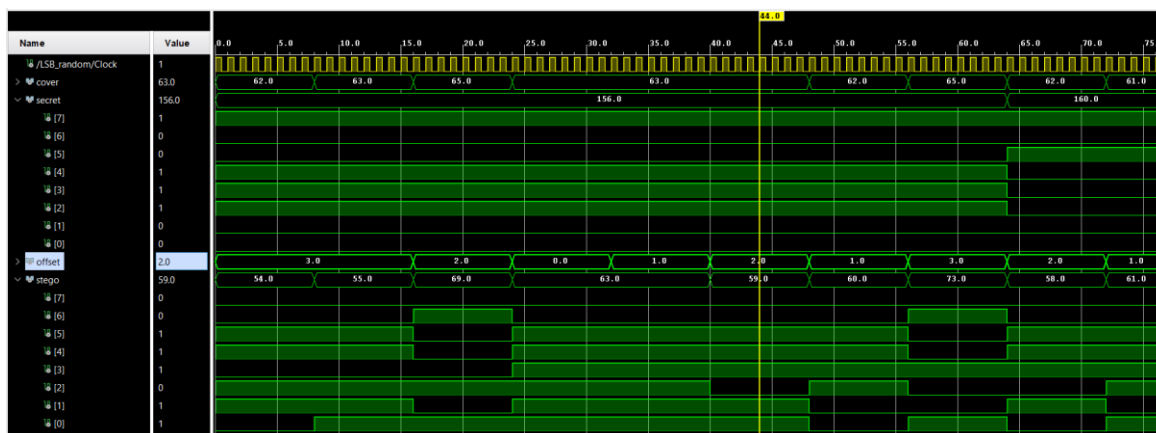 44.0
Name Value 0.0 5.0 10.0 15.0 20.0 25.0 30.0 35.0 40.0 45.0 50.0 55.0 60.0 65.0 70.0 75.
/LSB_random/Clock 1
cover 63.0 62.0 63.0 65.0 63.0 62.0 65.0 62.0 61.0
secret 156.0 156.0 160.0
[7] 1
[6] 0
[5] 0
[4] 1
[3] 1
[2] 1
[1] 0
[0] 0
offset 2.0 3.0 2.0 0.0 1.0 2.0 1.0 3.0 2.0 1.0
stego 59.0 54.0 55.0 69.0 63.0 59.0 60.0 73.0 58.0 61.0
[7] 0
[6] 0
[5] 1
[4] 1
[3] 1
[2] 0
[1] 1
[0] 1